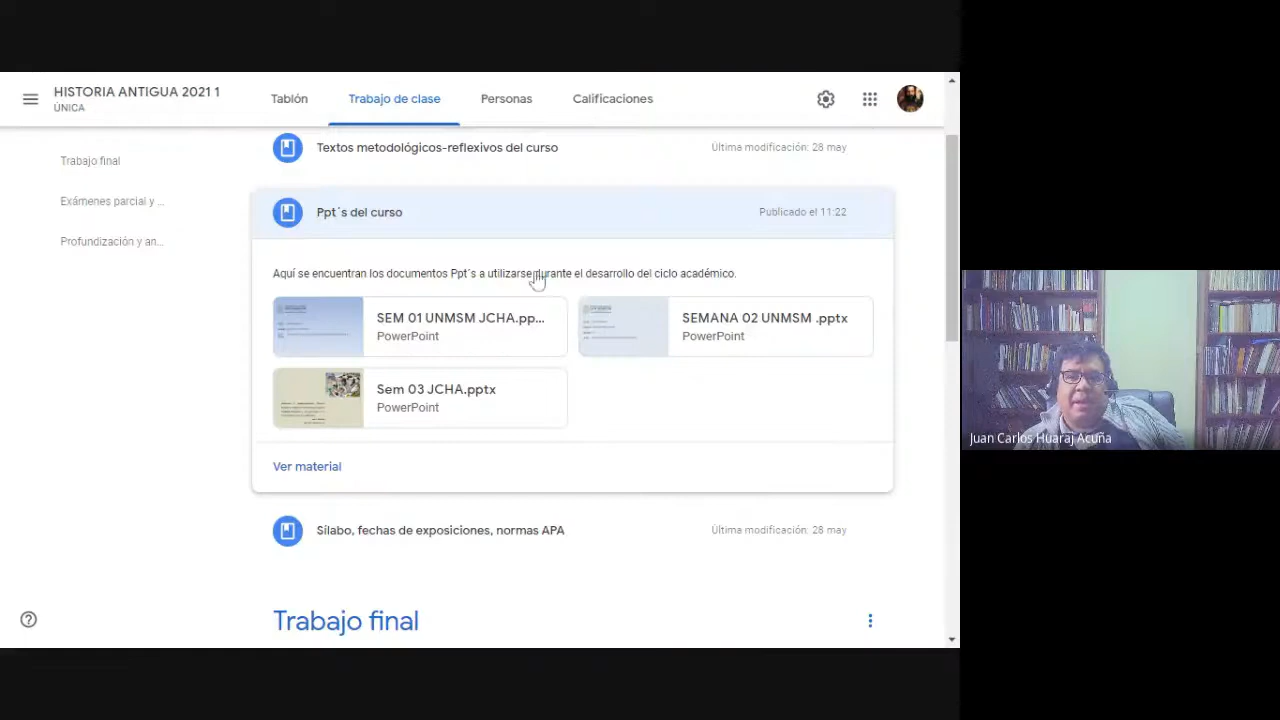 HISTORIA ANTIGUA 2021 1
ÚNICA
Tablón
Trabajo de clase
Personas
Calificaciones
Trabajo final
Exámenes parcial y ...
Profundización y an...
Textos metodológicos-reflexivos del curso
Última modificación: 28 may
Ppt´s del curso
Publicado el 11:22
Aquí se encuentran los documentos Ppt´s a utilizarse durante el desarrollo del ciclo académico.
SEM 01 UNMSM JCHA.pp...
PowerPoint
SEMANA 02 UNMSM .pptx
PowerPoint
Sem 03 JCHA.pptx
PowerPoint
Ver material
Sílabo, fechas de exposiciones, normas APA
Última modificación: 28 may
Trabajo final
Juan Carlos Huaraj Acuña